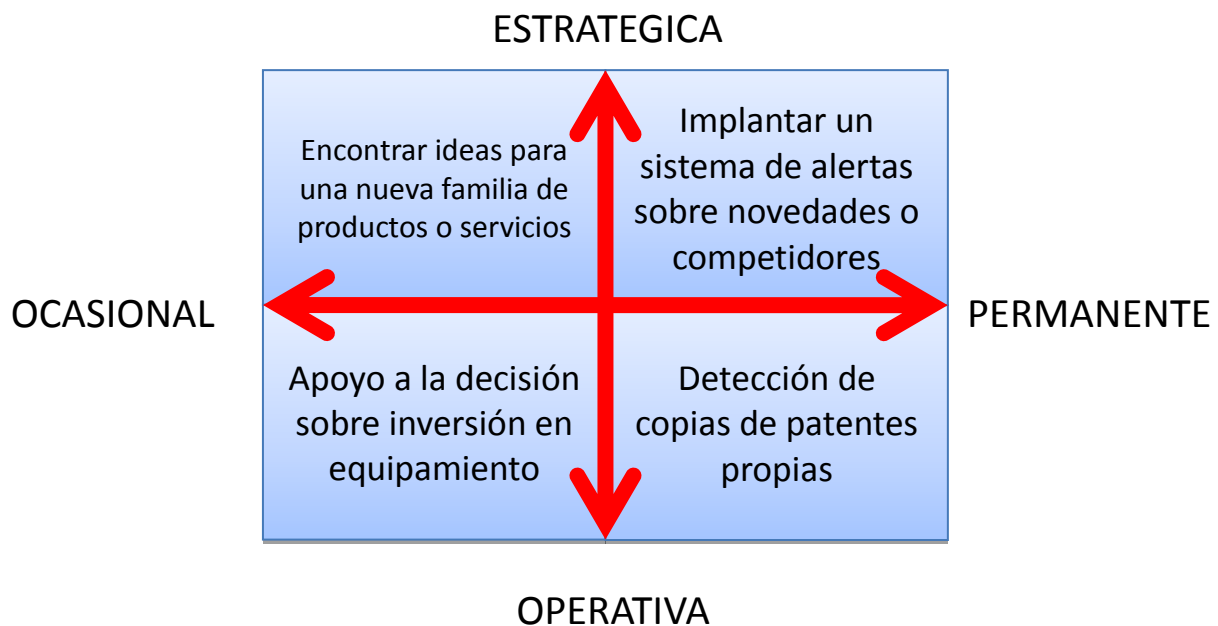 ESTRATEGICA
Encontrar ideas para
una nueva familia de
productos o servicios
Implantar un
sistema de alertas
sobre novedades o
competidores
OCASIONAL
PERMANENTE
Apoyo a la decisión
sobre inversión en
equipamiento
Detección de
copias de patentes
propias
OPERATIVA